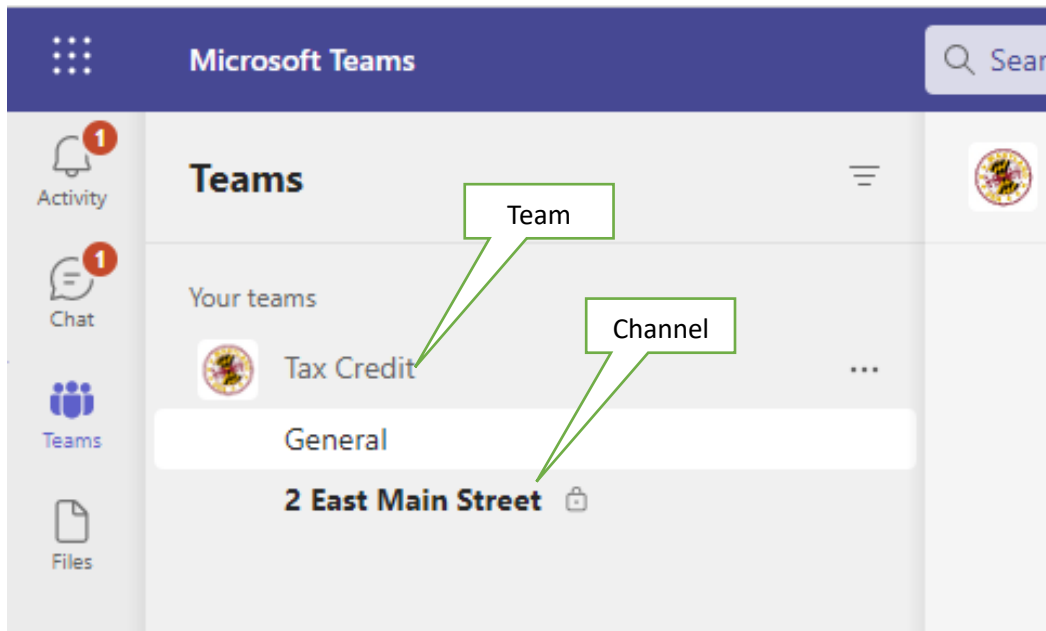 Microsoft Teams
Sear
1
Activity
Teams
Team
1
Chat
Your teams
Channel
Tax Credit
...
Teams
General
2 East Main Street
Files